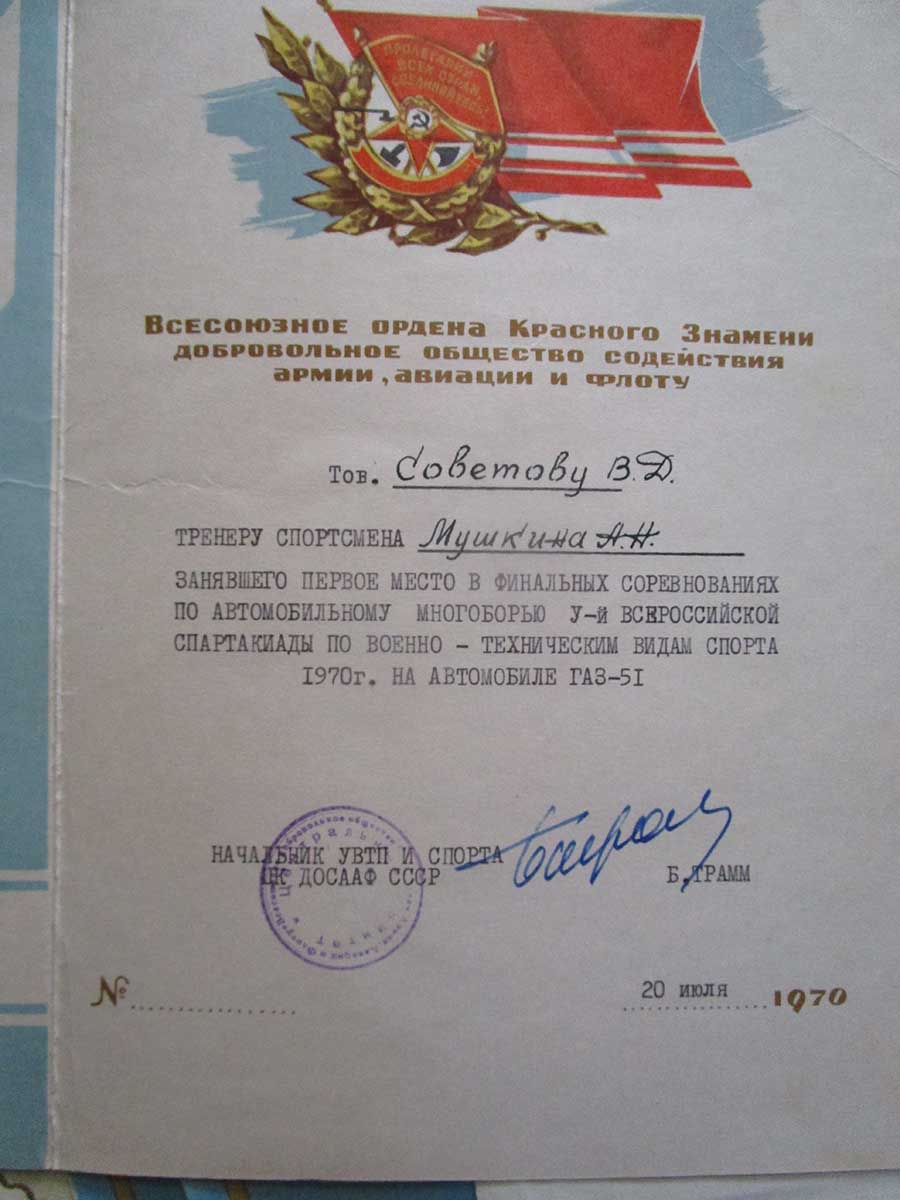 ПРОЛЕТАРИИ
ВСЕХ СТРАН,
СОЕДИНЯЙТЕСЬ!
Всесоюзное ордена Красного Знамени
добровольное общество содействия
армии, авиации и флоту
Тов. Советову В.Д.
ТРЕНЕРУ СПОРТСМЕНА Мушкина А.Н.
ЗАНЯВШЕГО ПЕРВОЕ МЕСТО В ФИНАЛЬНЫХ СОРЕВНОВАНИЯХ
ПО АВТОМОБИЛЬНОМУ МНОГОБОРЬЮ У-й ВСЕРОССИЙСКОЙ
СПАРТАКИАДЫ ПО ВОЕННО - ТЕХНИЧЕСКИМ ВИДАМ СПОРТА
1970г. НА АВТОМОБИЛЕ ГАЗ-51
НАЧАЛЬНИК УВТП И СПОРТА
ЦК ДОСААФ СССР
Б.ТРАММ
№
20 июля 1970